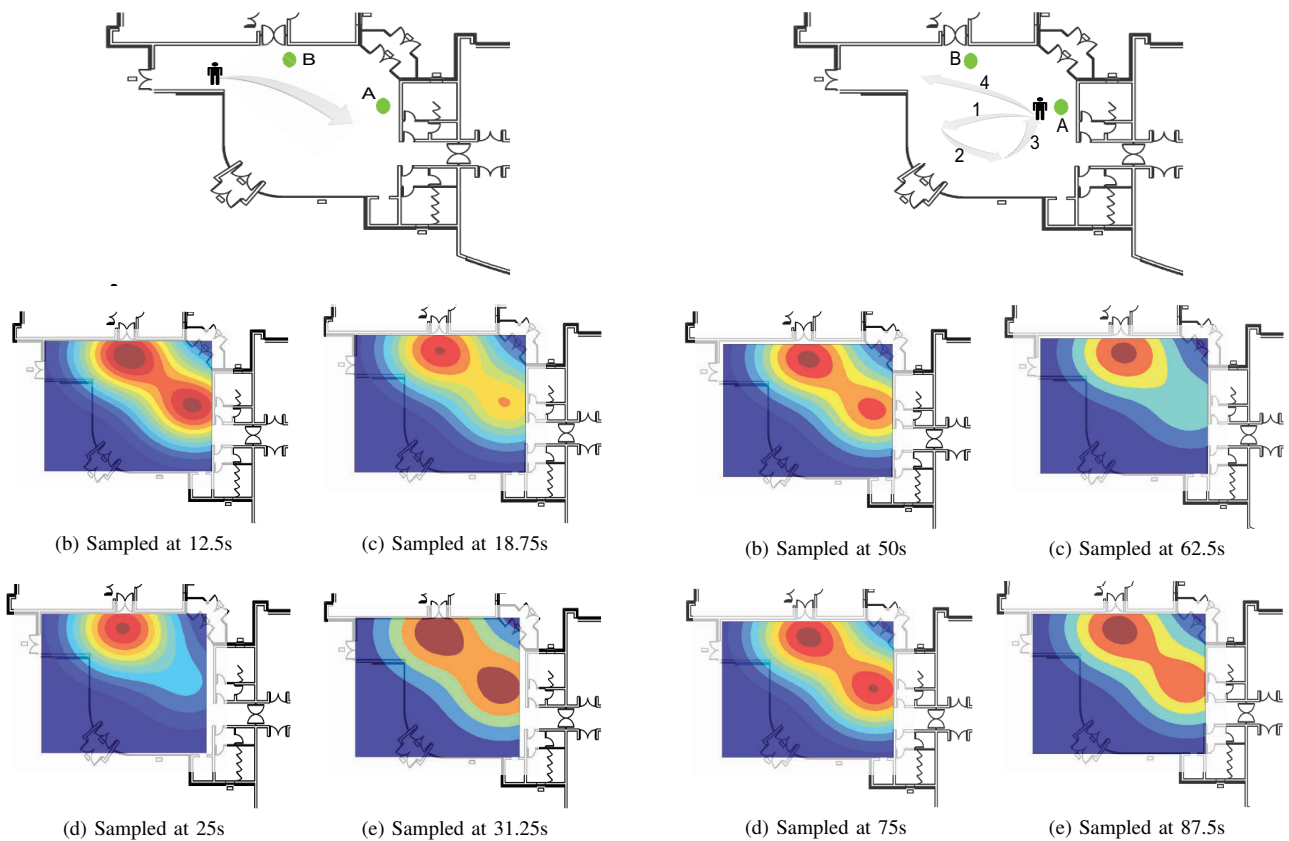 B
A
B
A
4
1
2
3
(b) Sampled at 12.5s
(c) Sampled at 18.75s
(b) Sampled at 50s
(c) Sampled at 62.5s
(d) Sampled at 25s
(e) Sampled at 31.25s
(d) Sampled at 75s
(e) Sampled at 87.5s